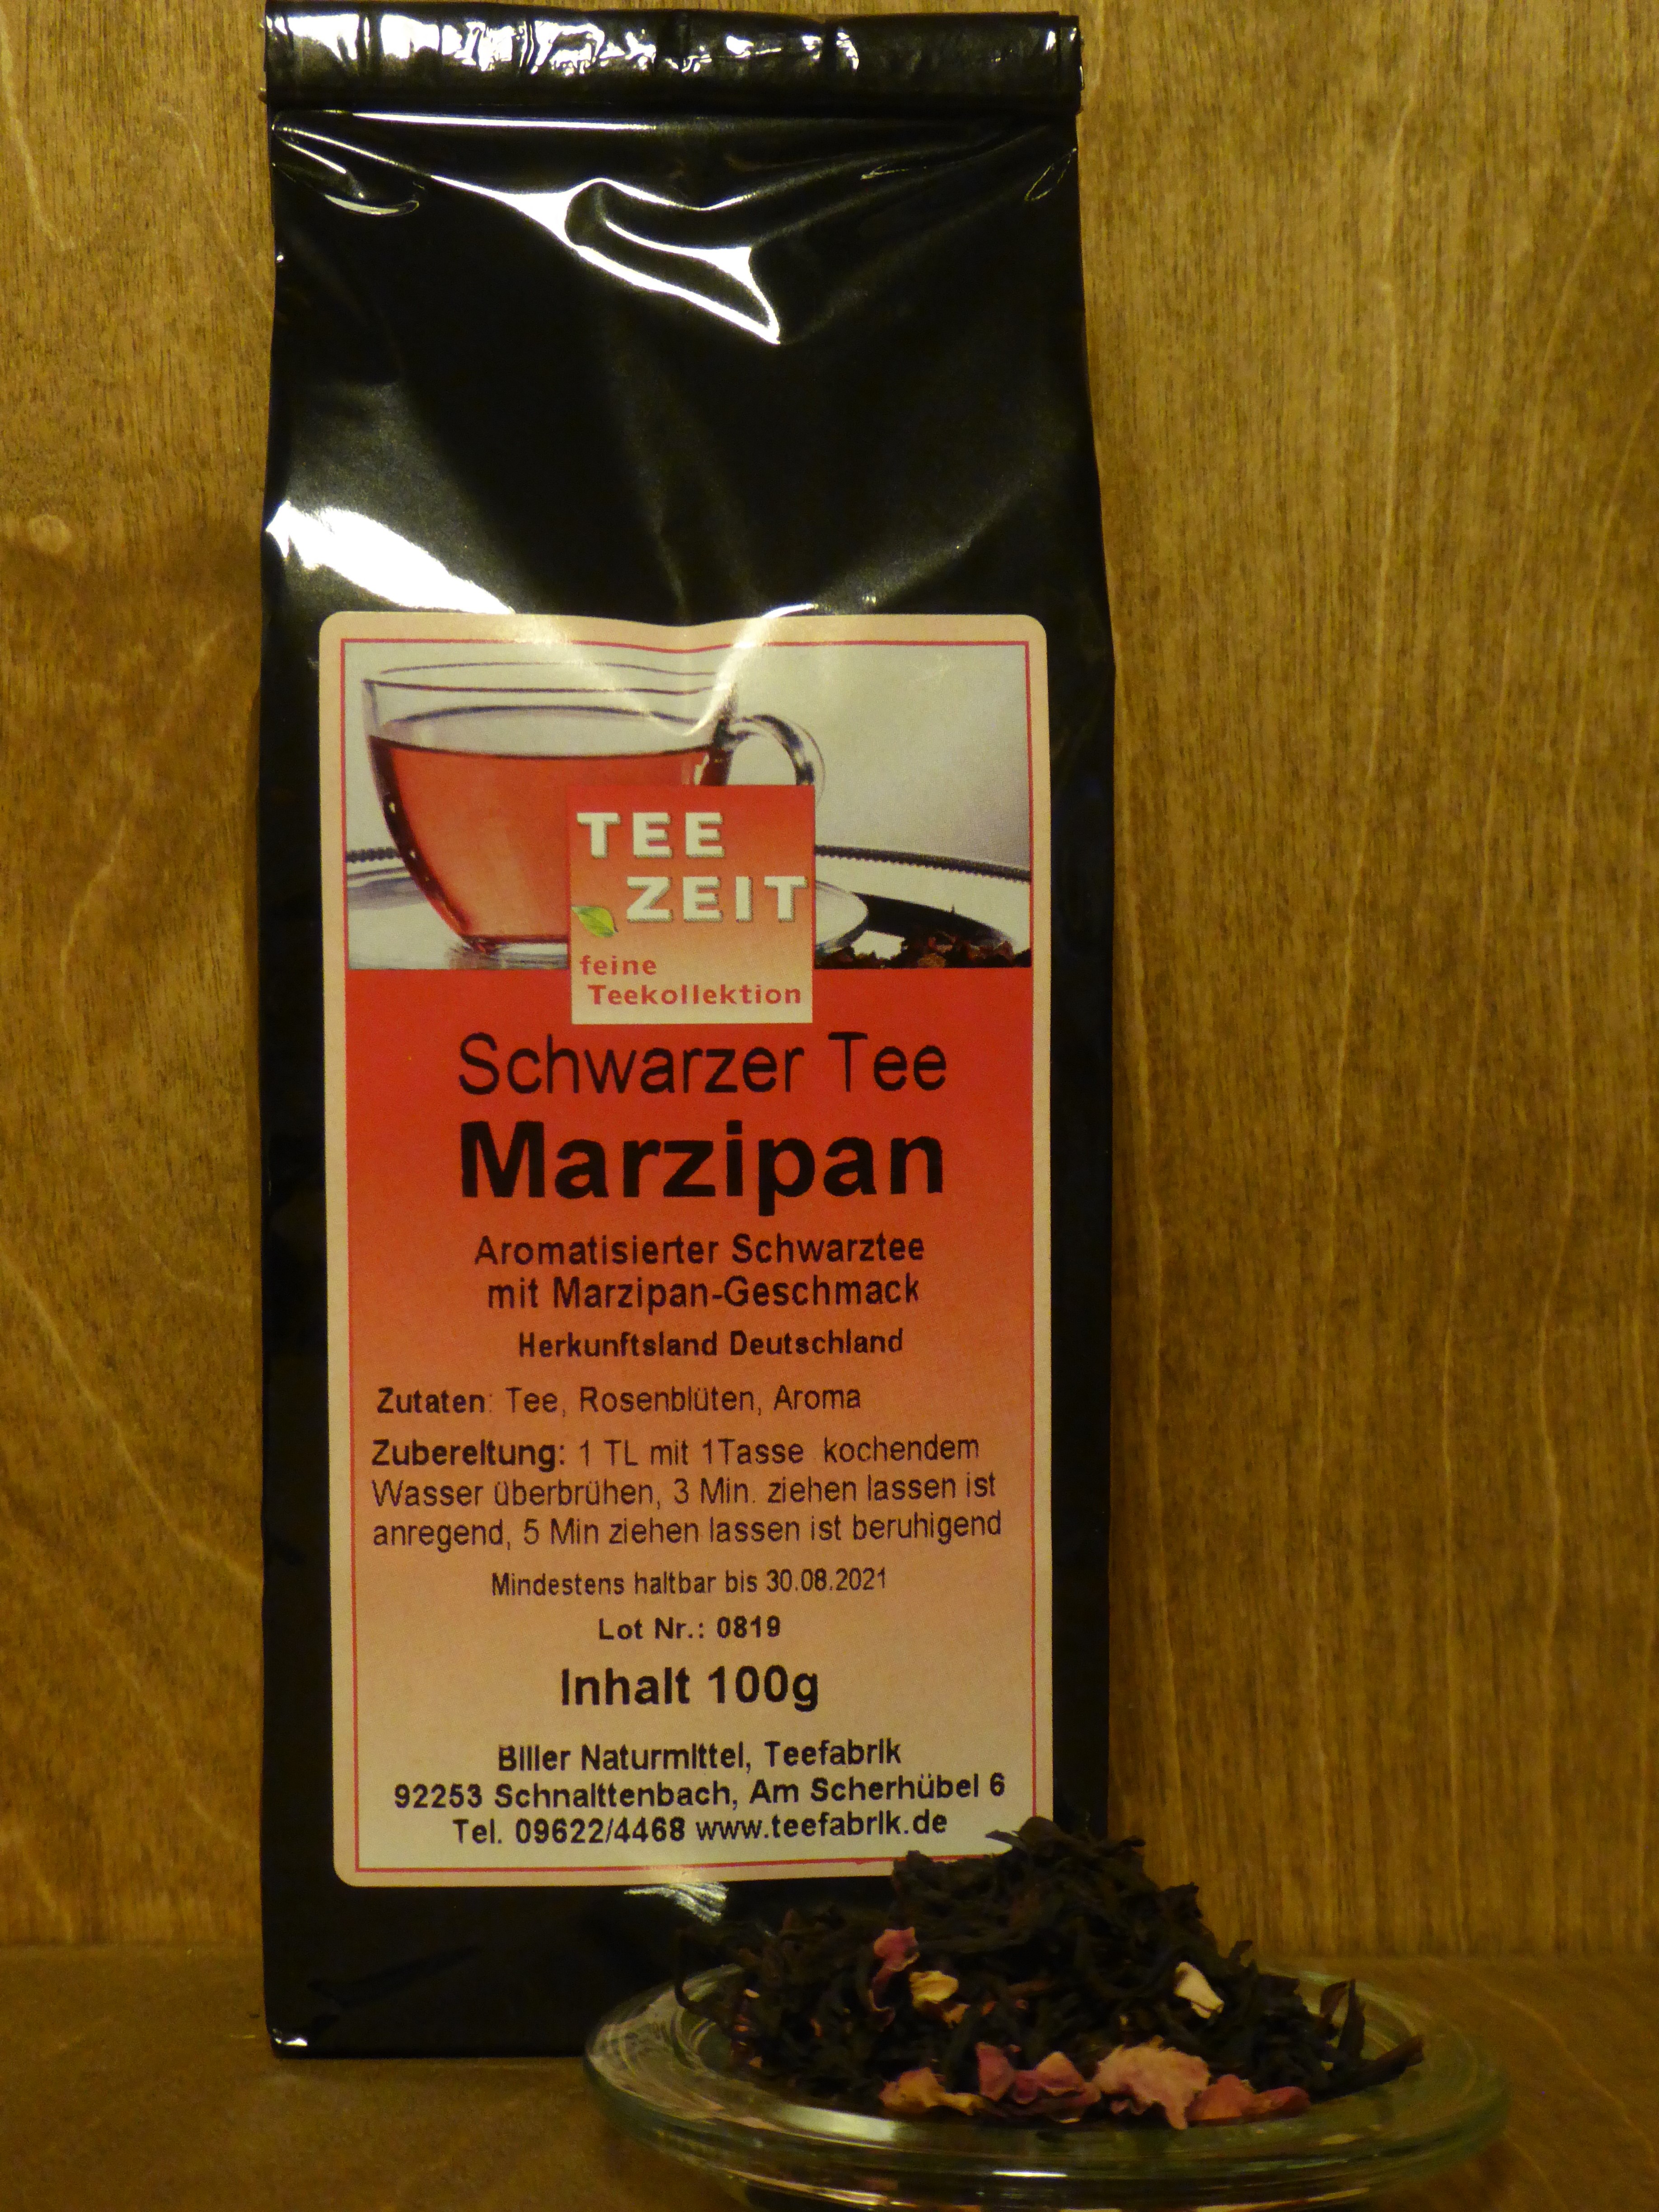 TEE
ZEIT
feine
Teekollektion
Schwarzer Tee
Marzipan
Aromatisierter Schwarztee
mit Marzipan-Geschmack
Herkunftsland Deutschland
Zutaten: Tee, Rosenblüten, Aroma
Zubereitung: 1 TL mit 1Tasse kochendem
Wasser überbrühen, 3 Min. ziehen lassen ist
anregend, 5 Min ziehen lassen ist beruhigend
Mindestens haltbar bis 30.08.2021
Lot Nr.: 0819
Inhalt 100g
Biller Naturmittel, Teefabrik
92253 Schnaittenbach, Am Scherhübel 6
Tel. 09622/4468 www.teefabrik.de